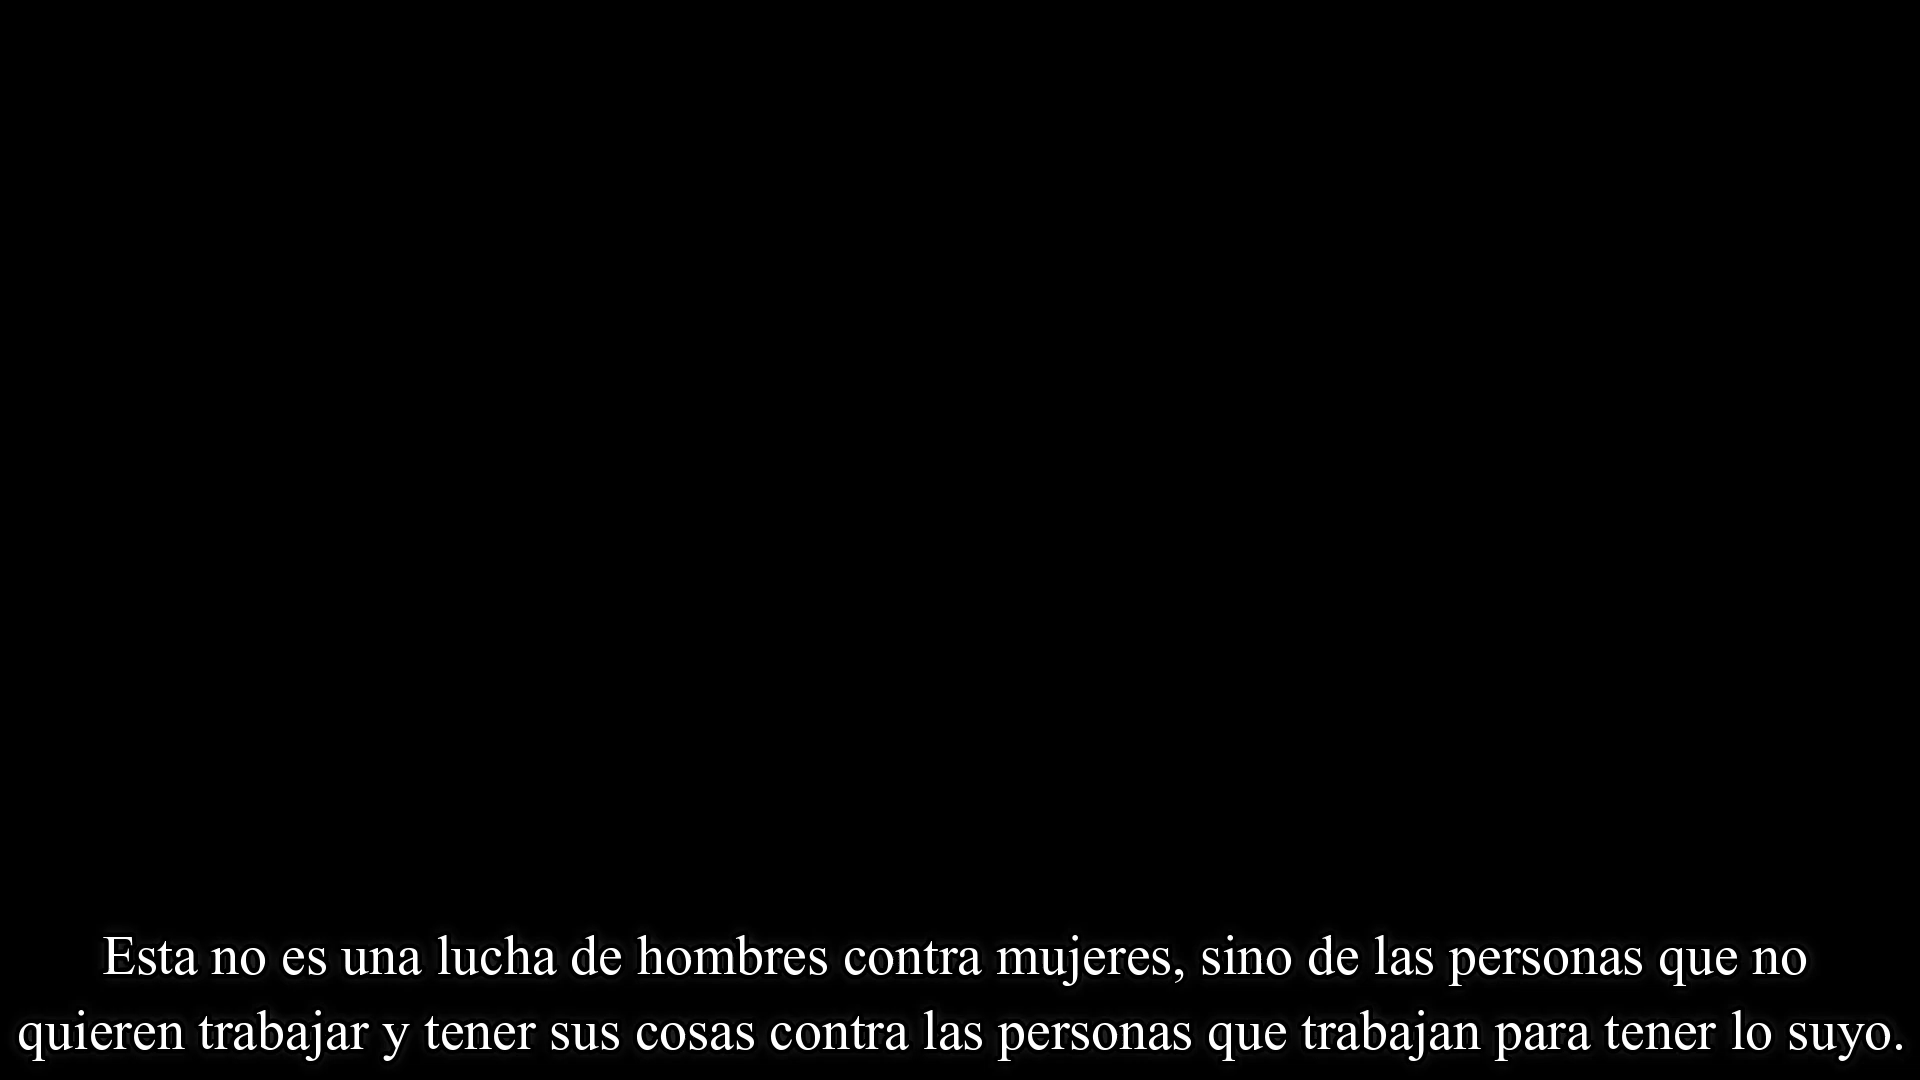 Esta no es una lucha de hombres contra mujeres, sino de las personas que no
quieren trabajar y tener sus cosas contra las personas que trabajan para tener lo suyo.